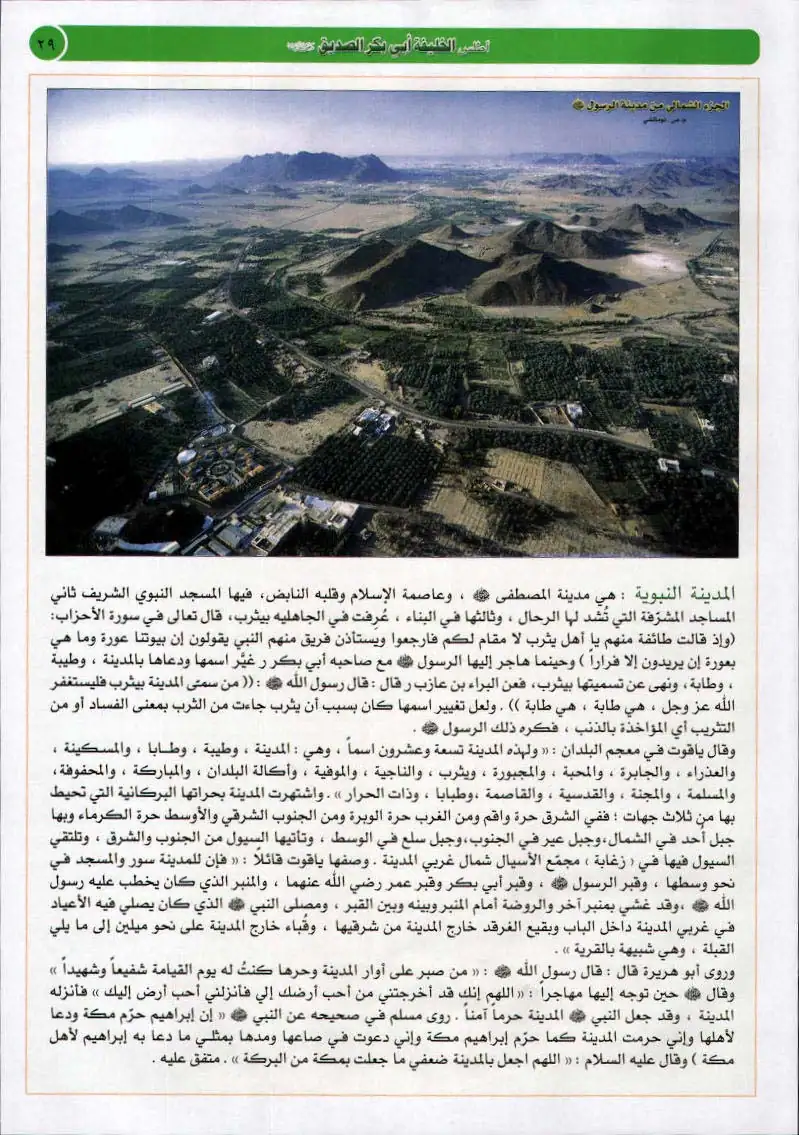 ٢٩
أطلس الخليفة أبي بكر الصديق
الجزء الشمالي من مدينة الرسول ﷺ
المدينة النبوية : هي مدينة المصطفى ﷺ ، وعاصمة الإسلام وقلبه النابض، فيها المسجد النبوي الشريف ثاني
المساجد المشرّفة التي تُشد لها الرحال ، وثالثها في البناء ، عُرفت في الجاهليه بيثرب، قال تعالى في سورة الأحزاب:
(وإذ قالت طائفة منهم يا أهل يثرب لا مقام لكم فارجعوا ويستأذن فريق منهم النبي يقولون إن بيوتنا عورة وما هي
بعورة إن يريدون إلا فراراً ) وحينما هاجر إليها الرسول ﷺ مع صاحبه أبي بكر ر غيَّر اسمها ودعاها بالمدينة ، وطيبة
، وطابة، ونهى عن تسميتها بيثرب، فعن البراء بن عازب ر قال : قال رسول الله ﷺ :(( من سمّى المدينة بيثرب فليستغفر
الله عز وجل ، هي طابة ، هي طابة )) . ولعل تغيير اسمها كان بسبب أن يثرب جاءت من الثرب بمعنى الفساد أو من
التثريب أي المؤاخذة بالذنب ، فكره ذلك الرسول ﷺ .
وقال ياقوت في معجم البلدان : « ولهذه المدينة تسعة وعشرون اسماً ، وهي : المدينة ، وطيبة ، وطـابا ، والمسكينة ،
والعذراء ، والجابرة ، والمحبة ، والمجبورة ، ويثرب ، والناجية ، والموفية ، وأكالة البلدان ، والمباركة ، والمحفوفة،
والمسلمة ، والمجنة ، والقدسية ، والقاصمة ،وطبابا ، وذات الحرار » . واشتهرت المدينة بحراتها البركانية التي تحيط
بها من ثلاث جهات ؛ ففي الشرق حرة واقم ومن الغرب حرة الوبرة ومن الجنوب الشرقي والأوسط حرة الكرماء وبها
جبل أحد في الشمال،وجبل عير في الجنوب،وجبل سلع في الوسط ، وتأتيها السيول من الجنوب والشرق ، وتلتقي
السيول فيها في ( زغابة ) مجمّع الأسيال شمال غربي المدينة . وصفها ياقوت قائلاً : « فإن للمدينة سور والمسجد في
نحو وسطها ، وقبر الرسول ﷺ ، وقبر أبي بكر وقبر عمر رضي الله عنهما ، والمنبر الذي كان يخطب عليه رسول
الله ﷺ ،وقد غشي بمنبر آخر والروضة أمام المنبر وبينه وبين القبر ، ومصلى النبي ﷺ الذي كان يصلي فيه الأعياد
في غربي المدينة داخل الباب وبقيع الغرقد خارج المدينة من شرقيها ، وقُباء خارج المدينة على نحو ميلين إلى ما يلي
القبلة ، وهي شبيهة بالقرية » .
وروى أبو هريرة قال : قال رسول الله ﷺ : « من صبر على أوار المدينة وحرها كنتُ له يوم القيامة شفيعاً وشهيداً »
وقال ﷺ حين توجه إليها مهاجراً : « اللهم إنك قد أخرجتني من أحب أرضك إلي فأنزلني أحب أرض إليك » فأنزله
المدينة ، وقد جعل النبي ﷺ المدينة حرماً آمناً . روى مسلم في صحيحه عن النبي ﷺ « إن إبراهيم حرّم مكة ودعا
لأهلها وإني حرمت المدينة كما حرّم إبراهيم مكة وإني دعوت في صاعها ومدها بمثلي ما دعا به إبراهيم لأهل
مكة ) وقال عليه السلام : « اللهم اجعل بالمدينة ضعفي ما جعلت بمكة من البركة » . متفق عليه .